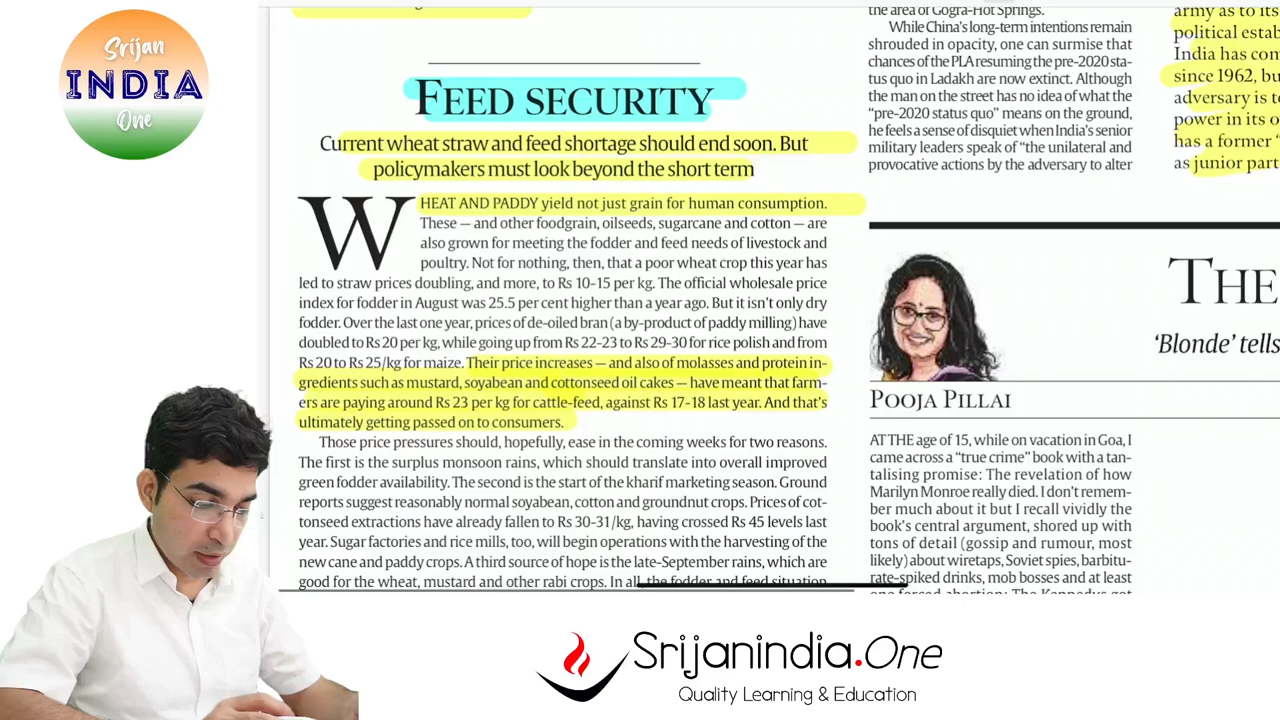 Srijan
INDIA
One
FEED SECURITY
Current wheat straw and feed shortage should end soon. But
policymakers must look beyond the short term
WHEAT AND PADDY yield not just grain for human consumption.
These — and other foodgrain, oilseeds, sugarcane and cotton — are
also grown for meeting the fodder and feed needs of livestock and
poultry. Not for nothing, then, that a poor wheat crop this year has
led to straw prices doubling, and more, to Rs 10-15 per kg. The official wholesale price
index for fodder in August was 25.5 per cent higher than a year ago. But it isn't only dry
fodder. Over the last one year, prices of de-oiled bran (a by-product of paddy milling) have
doubled to Rs 20 per kg, while going up from Rs 22-23 to Rs 29-30 for rice polish and from
Rs 20 to Rs 25/kg for maize. Their price increases — and also of molasses and protein in-
gredients such as mustard, soyabean and cottonseed oil cakes — have meant that farm-
ers are paying around Rs 23 per kg for cattle-feed, against Rs 17-18 last year. And that's
ultimately getting passed on to consumers.
Those price pressures should, hopefully, ease in the coming weeks for two reasons.
The first is the surplus monsoon rains, which should translate into overall improved
green fodder availability. The second is the start of the kharif marketing season. Ground
reports suggest reasonably normal soyabean, cotton and groundnut crops. Prices of cot-
tonseed extractions have already fallen to Rs 30-31/kg, having crossed Rs 45 levels last
year. Sugar factories and rice mills, too, will begin operations with the harvesting of the
new cane and paddy crops. A third source of hope is the late-September rains, which are
good for the wheat, mustard and other rabi crops. In all, the fodder and feed situation
the area of Gogra-Hot Springs.
While China's long-term intentions remain
shrouded in opacity, one can surmise that
chances of the PLA resuming the pre-2020 sta-
tus quo in Ladakh are now extinct. Although
the man on the street has no idea of what the
"pre-2020 status quo" means on the ground,
he feels a sense of disquiet when India's senior
military leaders speak of "the unilateral and
provocative actions by the adversary to alter
army as to its
political estab
India has con
since 1962, bu
adversary is t
power in its o
has a former
as junior part
THE
'Blonde' tells
POOJA PILLAI
AT THE age of 15, while on vacation in Goa, I
came across a "true crime" book with a tan-
talising promise: The revelation of how
Marilyn Monroe really died. I don't remem-
ber much about it but I recall vividly the
book's central argument, shored up with
tons of detail (gossip and rumour, most
likely) about wiretaps, Soviet spies, barbitu-
rate-spiked drinks, mob bosses and at least
one forced abortion: The Kennedys got
Srijanindia.One
Quality Learning & Education